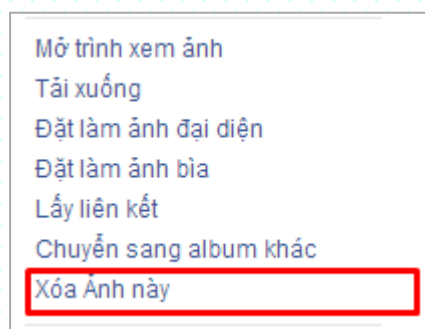 Mở trình xem ảnh
Tải xuống
Đặt làm ảnh đại diện
Đặt làm ảnh bìa
Lấy liên kết
Chuyển sang album khác
Xóa Ảnh này